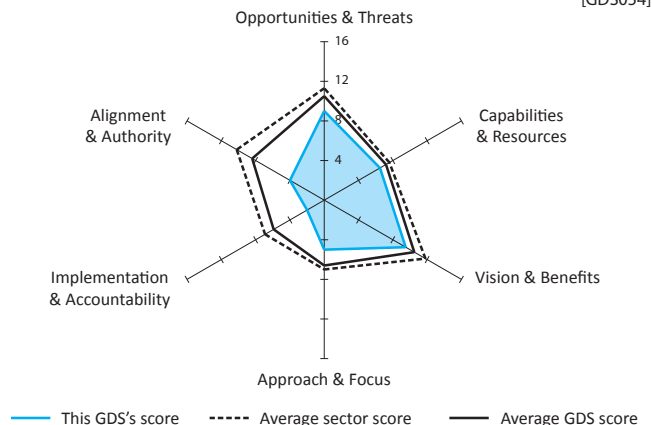 [GDS054]
Opportunities & Threats
16
12
8
4
Alignment
& Authority
Capabilities
& Resources
Implementation
& Accountability
Vision & Benefits
Approach & Focus
This GDS's score
Average sector score
Average GDS score